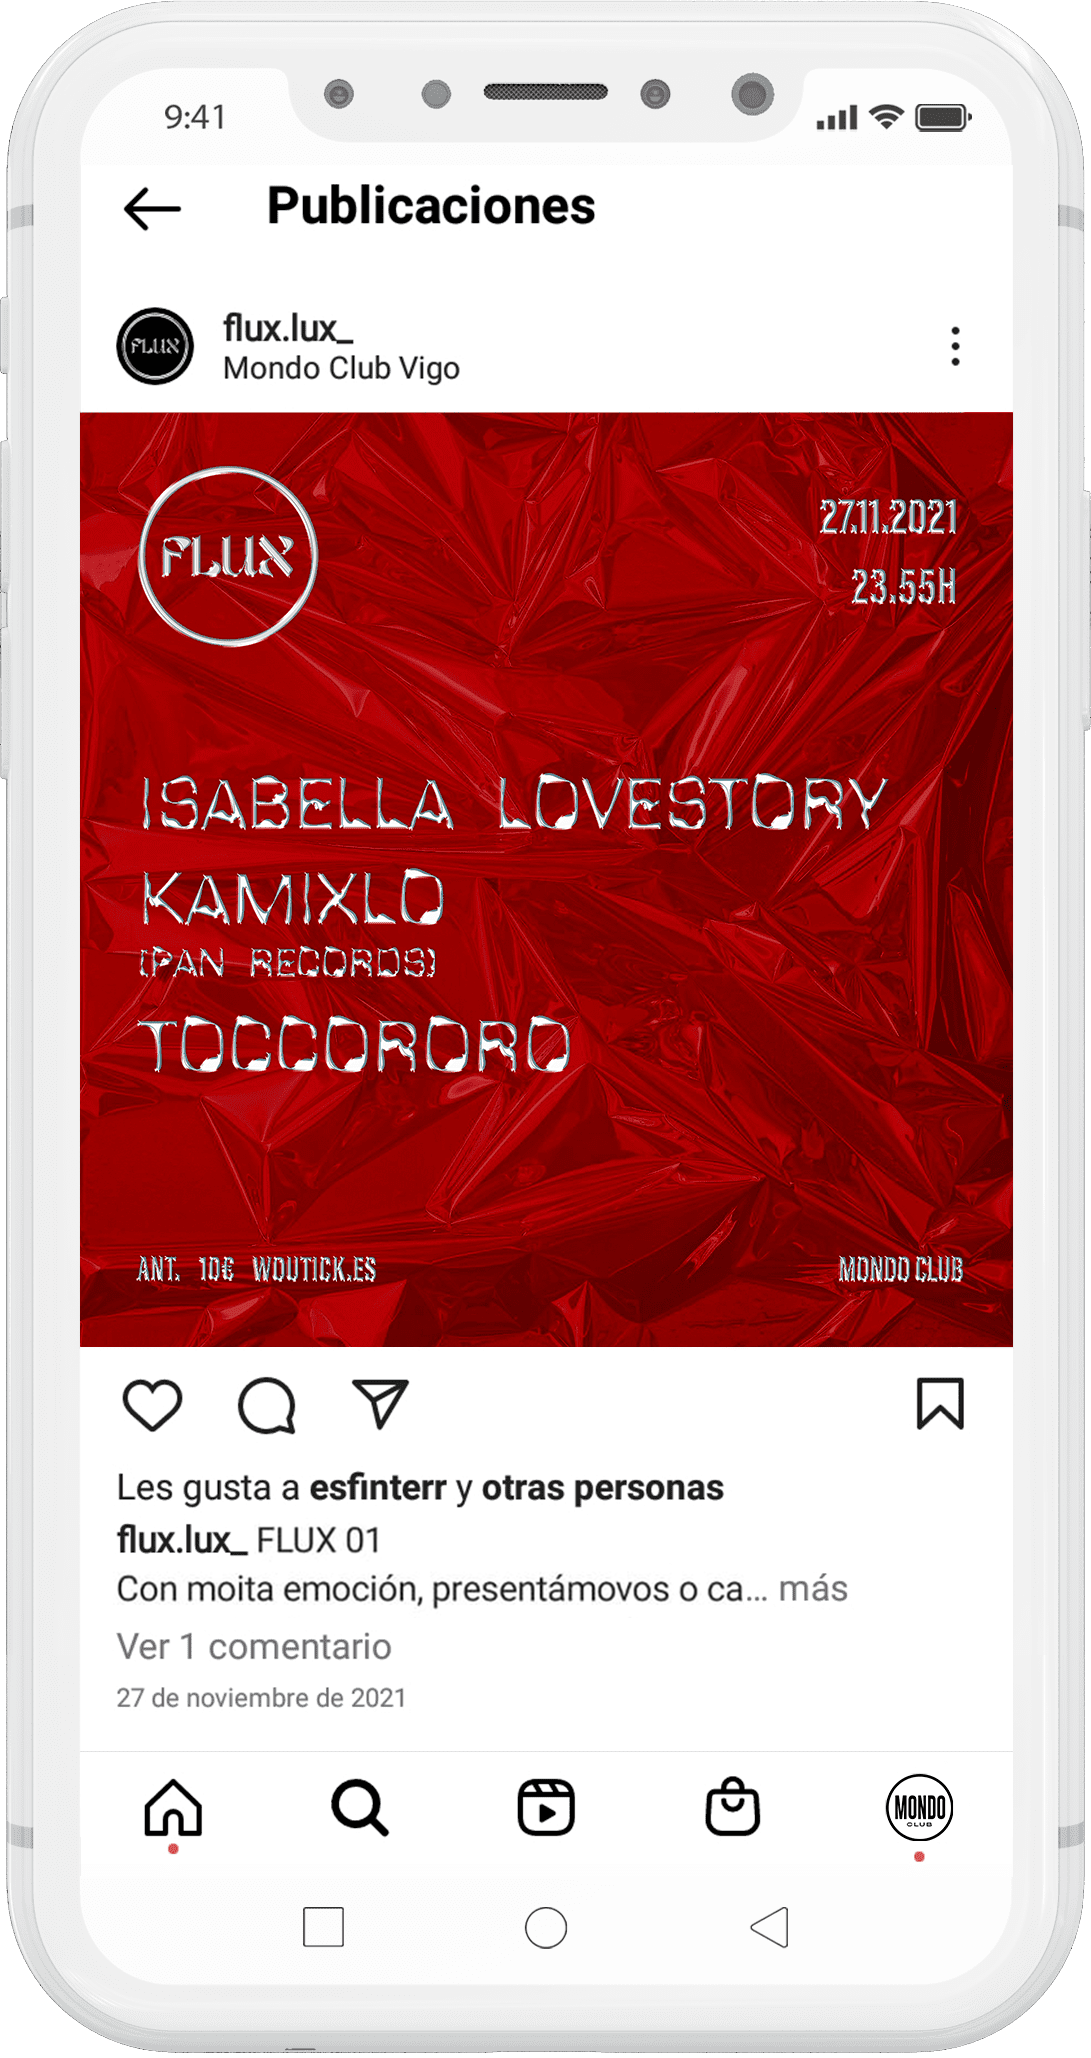 9:41
Publicaciones
FLUX
flux.lux_
Mondo Club Vigo
FLUX
27.11.2021
23.55H
ISABELLA LOVESTORY
KAMIXLO
[PAN RECORDS]
TOCCORORO
ANT. 10€ WOUTICK.ES
MONDO CLUB
Les gusta a esfinterr y otras personas
flux.lux_ FLUX 01
Con moita emoción, presentámovos o ca... más
Ver 1 comentario
27 de noviembre de 2021
MONDO
CLUB